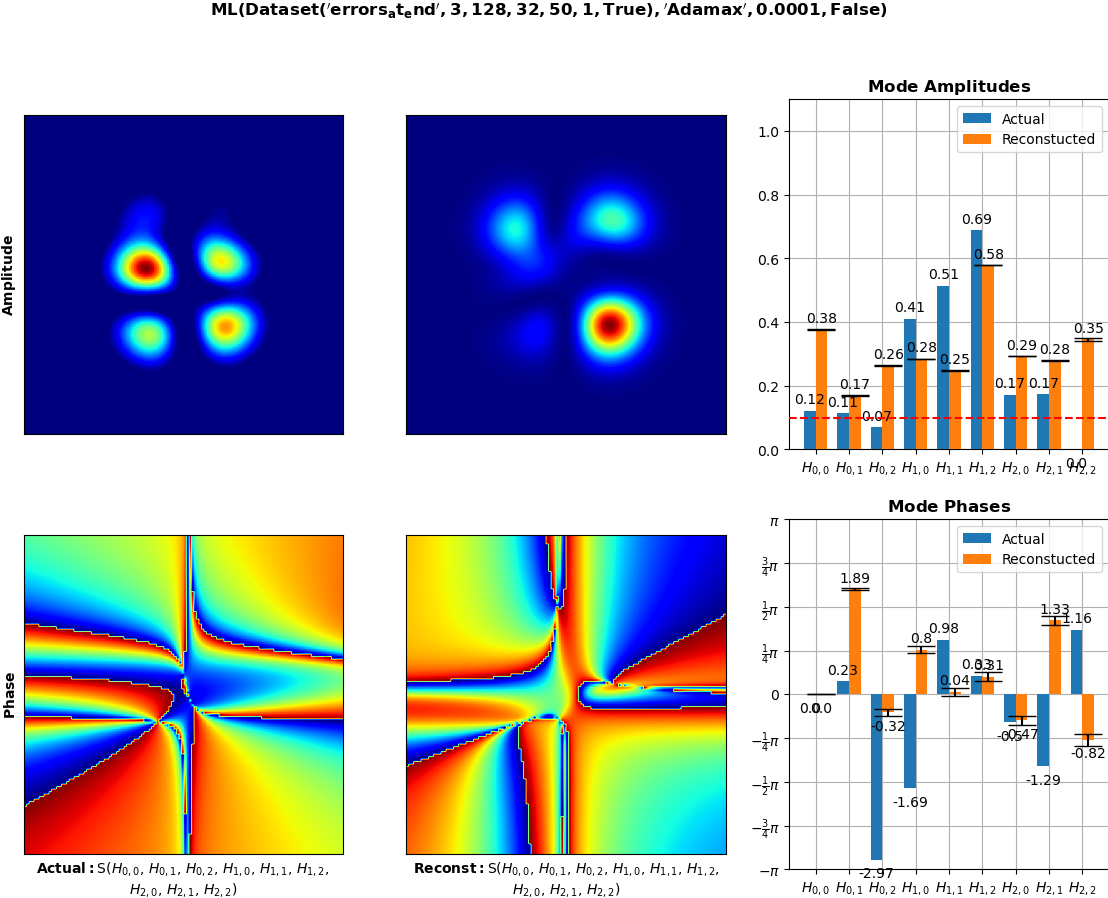 ML(Dataset('errors_at_end', 3, 128, 32, 50, 1, True), 'Adamax', 0.0001, False)
Amplitude
Mode Amplitudes
Actual
Reconstucted
1.0
0.8
0.6
0.4
0.2
0.0
0.12 0.38 0.11 0.17 0.07 0.26 0.41 0.28 0.51 0.25 0.69 0.58 0.17 0.29 0.17 0.28 0.0 0.35
H0,0 H0,1 H0,2 H1,0 H1,1 H1,2 H2,0 H2,1 H2,2
Phase
Mode Phases
Actual
Reconstucted
π
3/4π
1/2π
1/4π
0
−1/4π
−1/2π
−3/4π
−π
0.0 0.0 0.23 1.89 -2.97 -0.32 -1.69 0.8 0.98 0.04 0.33 0.31 -0.5 -0.47 -1.29 1.33 1.16 -0.82
H0,0 H0,1 H0,2 H1,0 H1,1 H1,2 H2,0 H2,1 H2,2
Actual: S(H0,0, H0,1, H0,2, H1,0, H1,1, H1,2,
H2,0, H2,1, H2,2)
Reconst: S(H0,0, H0,1, H0,2, H1,0, H1,1, H1,2,
H2,0, H2,1, H2,2)